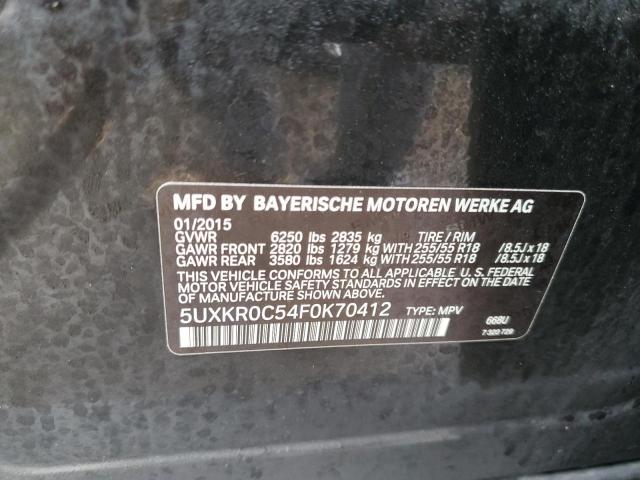 MFD BY BAYERISCHE MOTOREN WERKE AG
01/2015
GVWR 6250 lbs 2835 kg TIRE / RIM
GAWR FRONT 2820 lbs 1279 kg WITH 255/55 R18 /8.5J x 18
GAWR REAR 3580 lbs 1624 kg WITH 255/55 R18 /8.5J x 18
THIS VEHICLE CONFORMS TO ALL APPLICABLE U. S. FEDERAL
MOTOR VEHICLE SAFETY STANDARDS IN EFFECT ON THE
DATE OF MANUFACTURE SHOWN ABOVE.
5UXKR0C54F0K70412 TYPE: MPV
668U
7 320 729